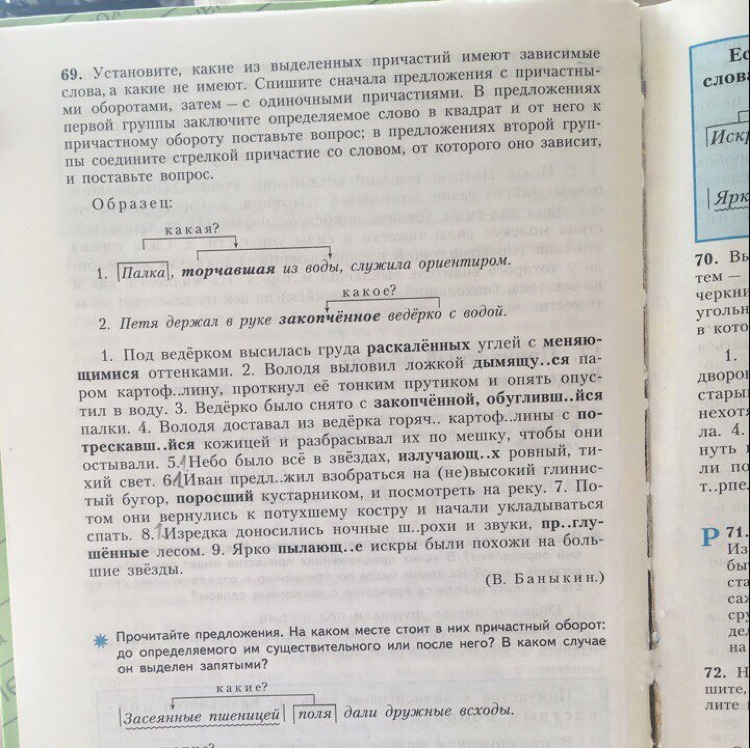 69. Установите, какие из выделенных причастий имеют зависимые
слова, а какие не имеют. Спишите сначала предложения с причастны-
ми оборотами, затем — с одиночными причастиями. В предложениях
первой группы заключите определяемое слово в квадрат и от него к
причастному обороту поставьте вопрос; в предложениях второй груп-
пы соедините стрелкой причастие со словом, от которого оно зависит,
и поставьте вопрос.
Образец:
какая?
1. Палка, торчавшая из воды, служила ориентиром.
какое?
2. Петя держал в руке закопчённое ведёрко с водой.
1. Под ведёрком высилась груда раскалённых углей с меняю-
щимися оттенками. 2. Володя выловил ложкой дымящу..ся па-
ром картоф..лину, проткнул её тонким прутиком и опять опус-
тил в воду. 3. Ведёрко было снято с закопчённой, обугливш..йся
палки. 4. Володя доставал из ведёрка горяч.. картоф..лины с по-
трескавш..йся кожицей и разбрасывал их по мешку, чтобы они
остывали. 5. Небо было всё в звёздах, излучающ..х ровный, ти-
хий свет. 6. Иван предл..жил взобраться на (не)высокий глинис-
тый бугор, поросший кустарником, и посмотреть на реку. 7. По-
том они вернулись к потухшему костру и начали укладываться
спать. 8. Изредка доносились ночные ш..рохи и звуки, пр..глу-
шённые лесом. 9. Ярко пылающ..е искры были похожи на боль-
шие звёзды.
(В. Баныкин.)
Прочитайте предложения. На каком месте стоит в них причастный оборот:
до определяемого им существительного или после него? В каком случае
он выделен запятыми?
какие?
Засеянные пшеницей поля дали дружные всходы.
Ес
слова
Иск
Ярк
70. Вы
тем —
черкни
угольн
в кото
1.
дворо
стары
нехот
ла. 4.
нуть
ли по
т..рпе
Р 71.
Из
бы
ста
саж
сру
дел
на
72. Н
шите,
лите